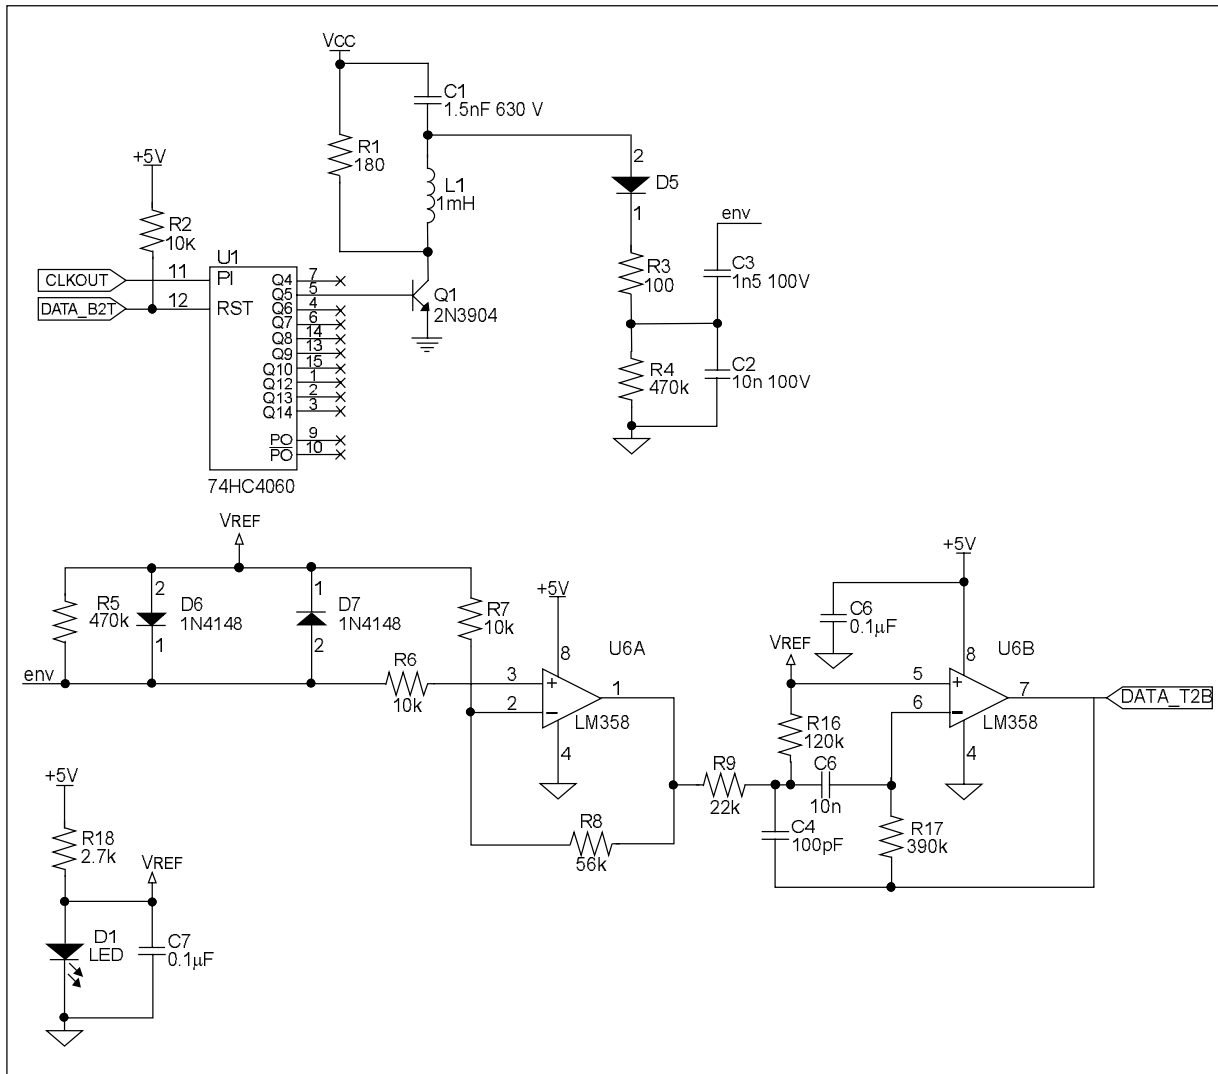 VCC
C1
1.5nF 630 V
R1
180
L1
1mH
2
D5
1
env
+5V
R2
10K
U1
CLKOUT
11
PI
DATA_B2T
12
RST
Q4
7
Q5
5
Q6
4
Q7
6
Q8
14
Q9
13
Q10
15
Q12
1
Q13
2
Q14
3
PO
9
PO
10
74HC4060
Q1
2N3904
R3
100
C3
1n5 100V
R4
470k
C2
10n 100V
VREF
R5
470k
2
D6
1N4148
1
1
D7
1N4148
2
R7
10k
env
R6
10k
+5V
8
U6A
3
+
2
−
1
LM358
4
R8
56k
R9
22k
+5V
C6
0.1µF
VREF
8
U6B
5
+
6
−
7
LM358
4
DATA_T2B
R16
120k
C6
10n
C4
100pF
R17
390k
+5V
R18
2.7k
VREF
D1
LED
C7
0.1µF